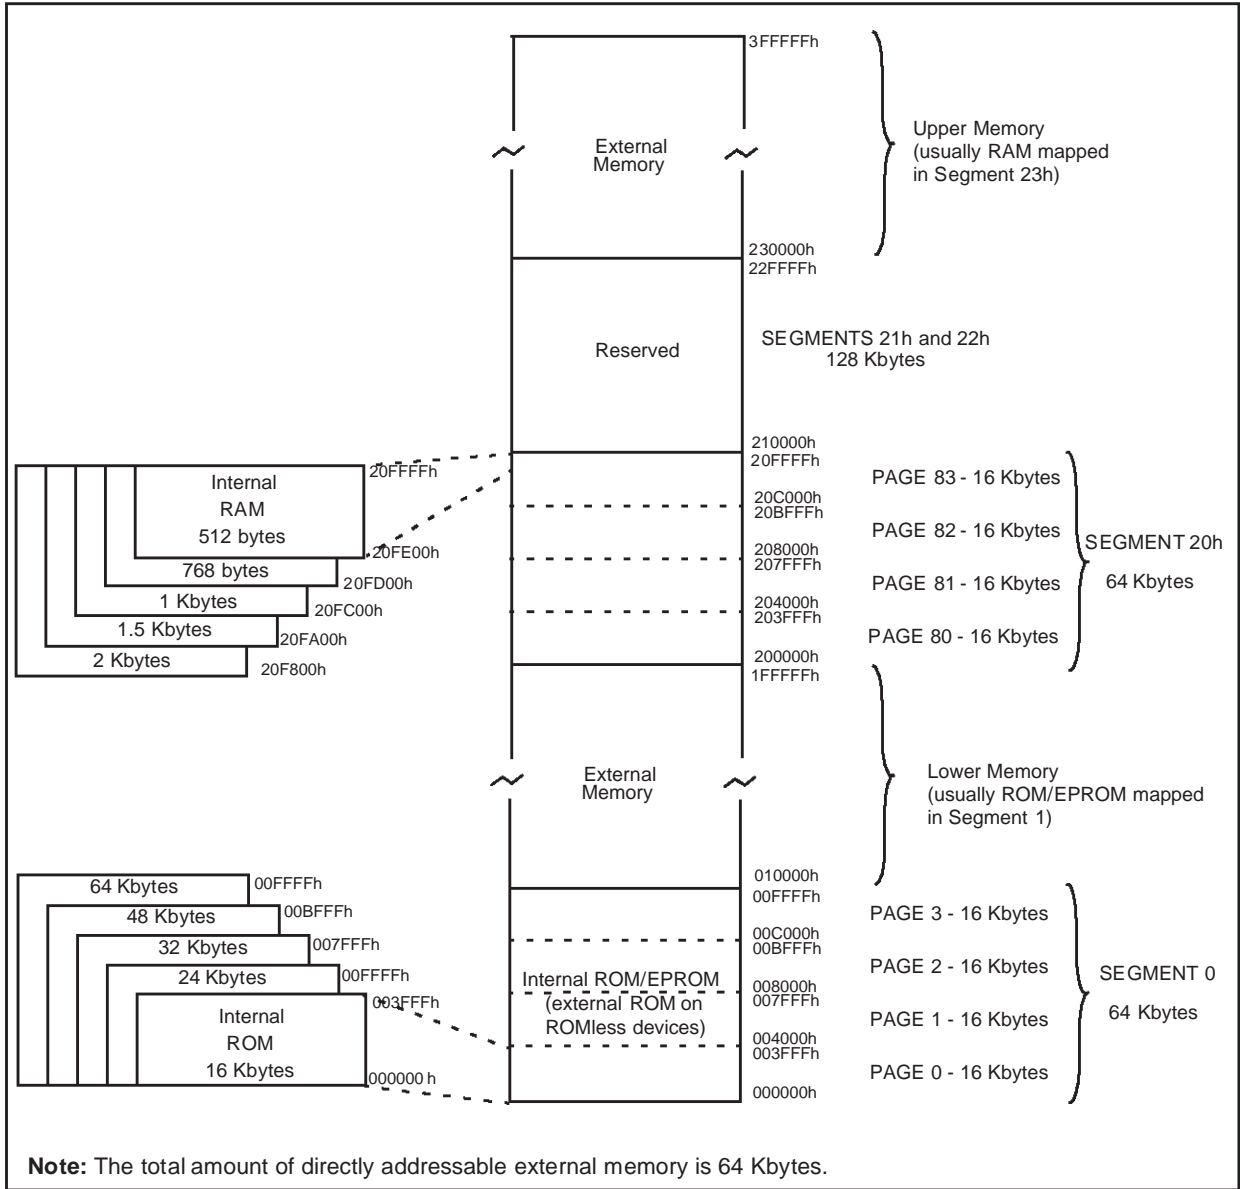 3FFFFFh
External
Memory
Upper Memory
(usually RAM mapped
in Segment 23h)
230000h
22FFFFh
Reserved
SEGMENTS 21h and 22h
128 Kbytes
210000h
20FFFFh
PAGE 83 - 16 Kbytes
20C000h
20BFFFh
PAGE 82 - 16 Kbytes
208000h
207FFFh
PAGE 81 - 16 Kbytes
204000h
203FFFh
PAGE 80 - 16 Kbytes
200000h
1FFFFFh
SEGMENT 20h
64 Kbytes
Internal
RAM
512 bytes
20FFFFh
20FE00h
768 bytes
20FD00h
1 Kbytes
20FC00h
1.5 Kbytes
20FA00h
2 Kbytes
20F800h
External
Memory
Lower Memory
(usually ROM/EPROM mapped
in Segment 1)
010000h
00FFFFh
PAGE 3 - 16 Kbytes
00C000h
00BFFFh
PAGE 2 - 16 Kbytes
008000h
007FFFh
PAGE 1 - 16 Kbytes
004000h
003FFFh
PAGE 0 - 16 Kbytes
000000h
SEGMENT 0
64 Kbytes
Internal ROM/EPROM
(external ROM on
ROMless devices)
64 Kbytes
00FFFFh
48 Kbytes
00BFFFh
32 Kbytes
007FFFh
24 Kbytes
00FFFFh
003FFFh
Internal
ROM
16 Kbytes
000000 h
Note: The total amount of directly addressable external memory is 64 Kbytes.